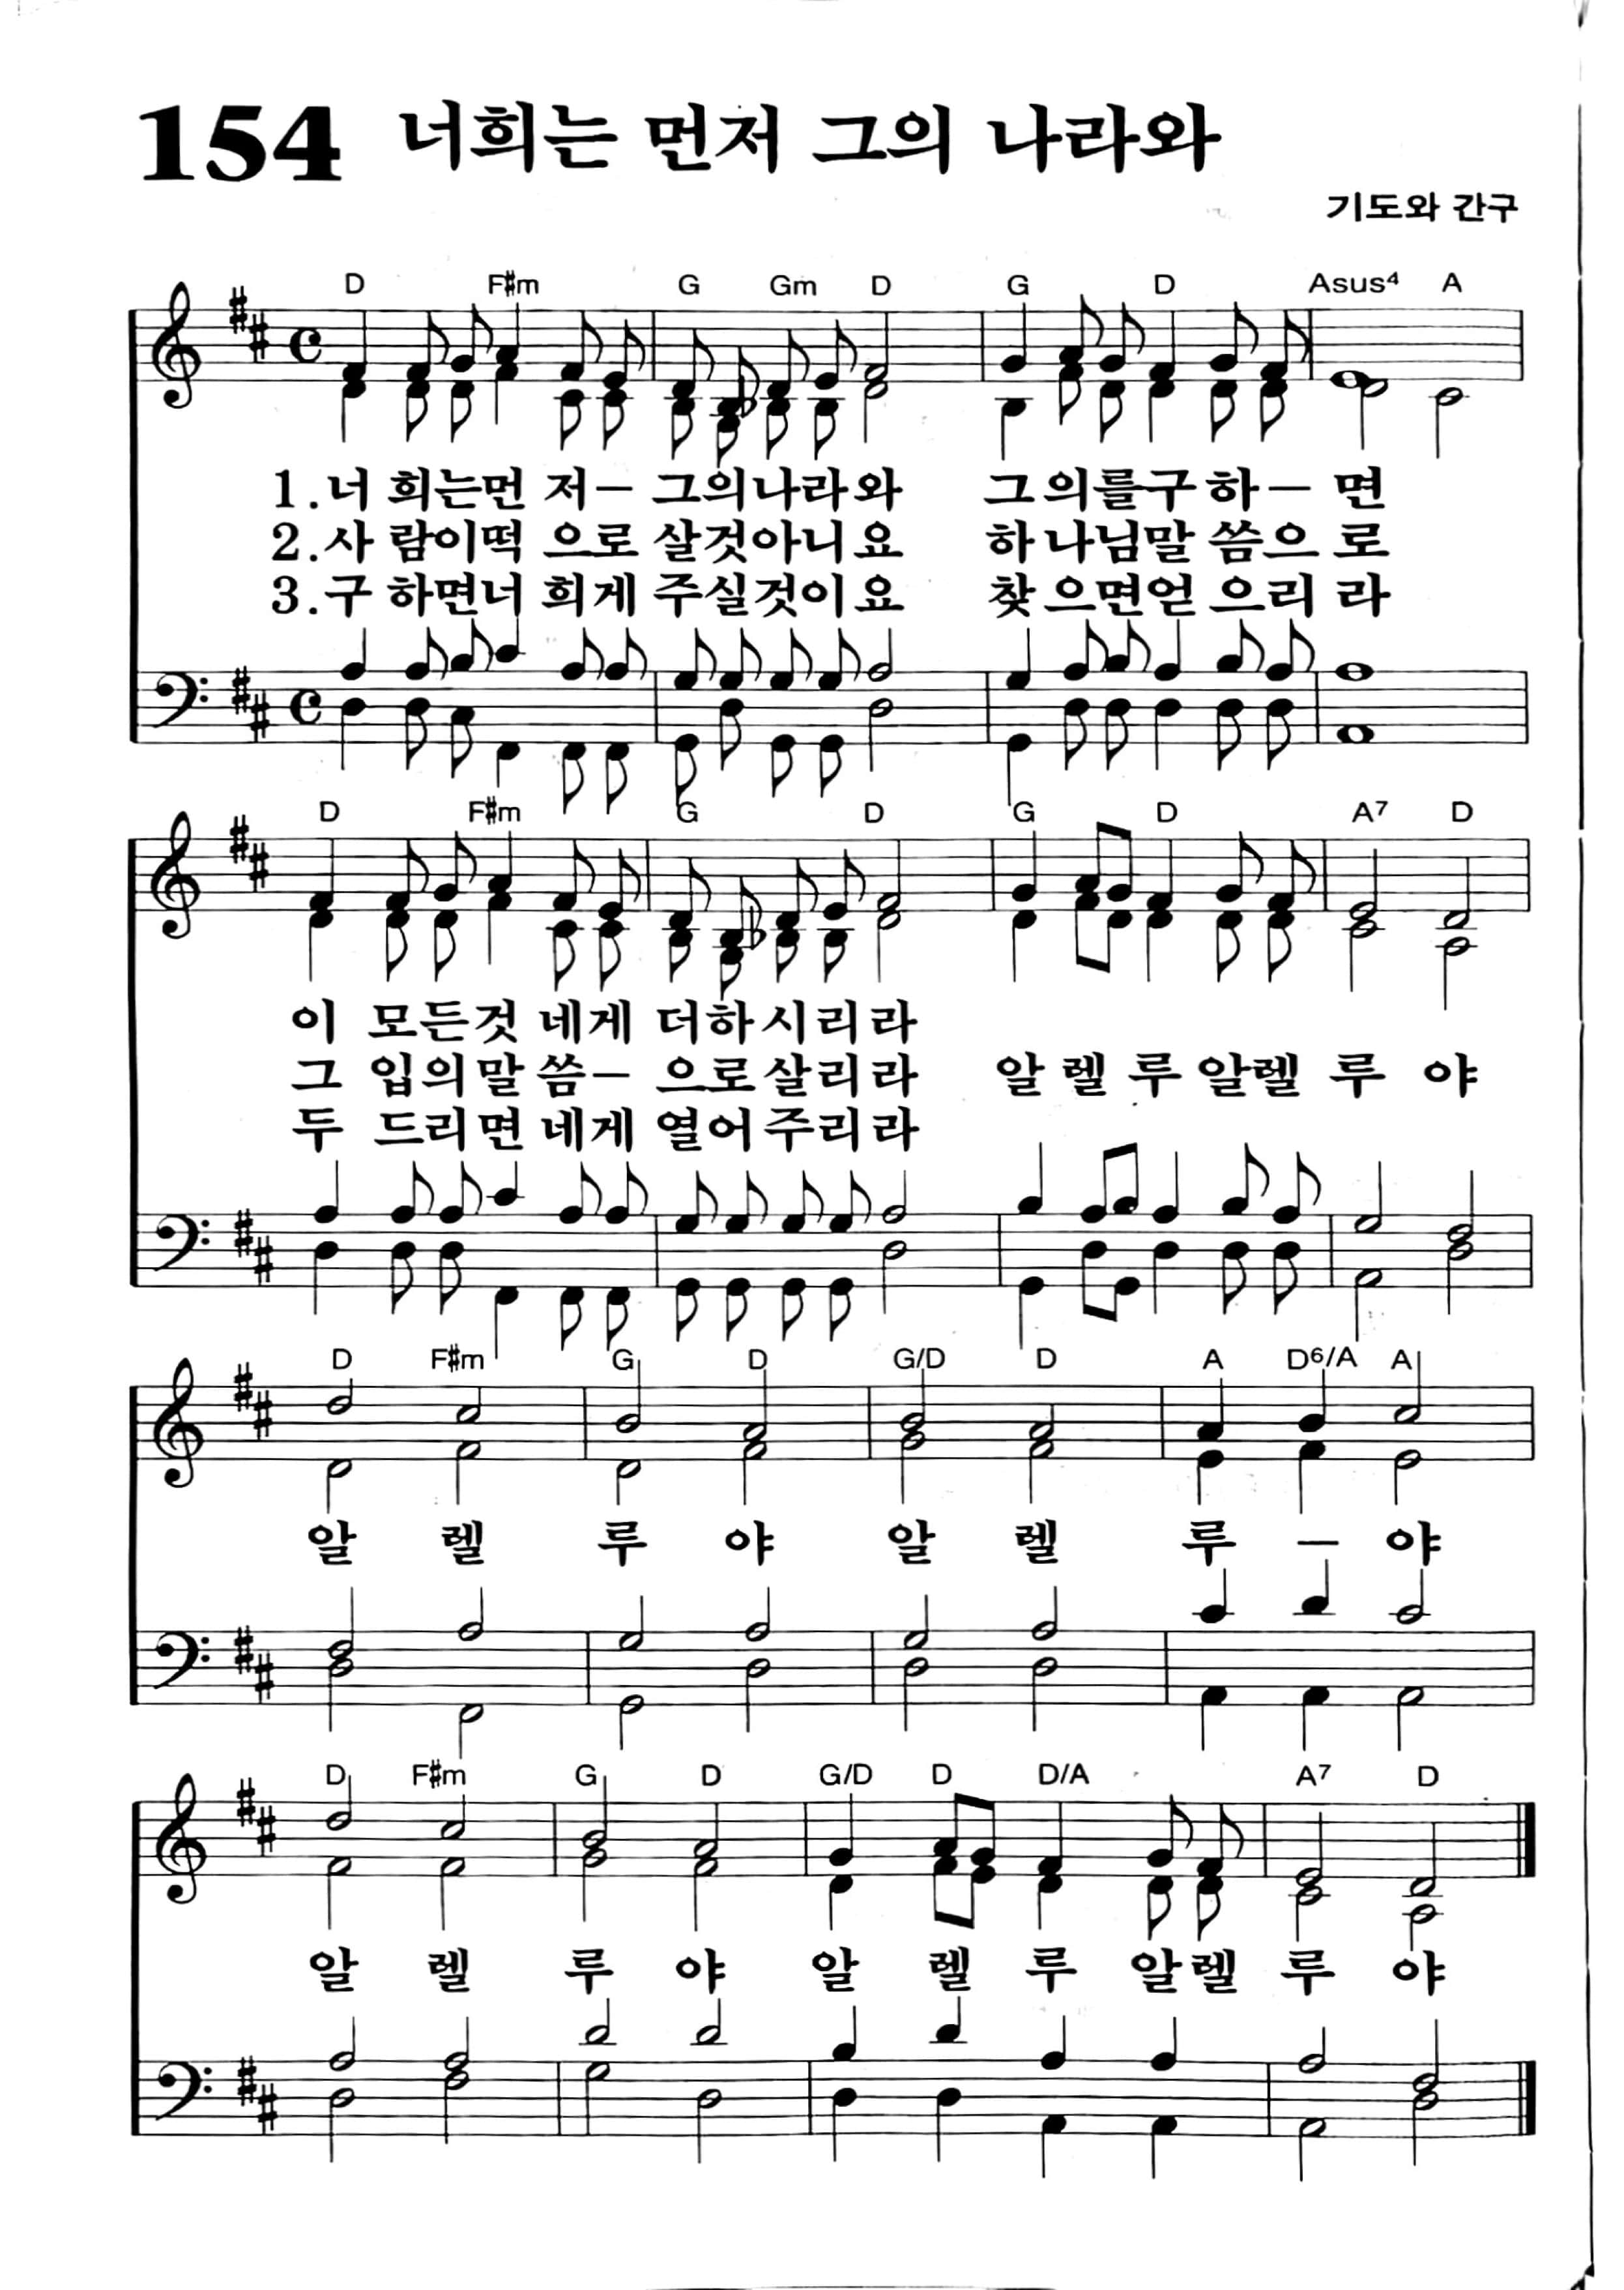 154 너희는 먼저 그의 나라와
기도와 간구
D F#m G Gm D G D Asus4 A
1.너 희는먼 저- 그의나라와 그의를구하- 면
2.사 람이떡 으로 살것아니요 하나님말 씀으 로
3.구 하면너 희게 주실것이요 찾으면얻 으리 라
D F#m G D G D A7 D
이 모든것 네게 더하시리라
그 입의말 씀- 으로살리라 알 렐 루 알렐 루 야
두 드리면 네게 열어주리라
D F#m G D G/D D A D6/A A
알 렐 루 야 알 렐 루 - 야
D F#m G D G/D D D/A A7 D
알 렐 루 야 알 렐 루 알렐 루 야